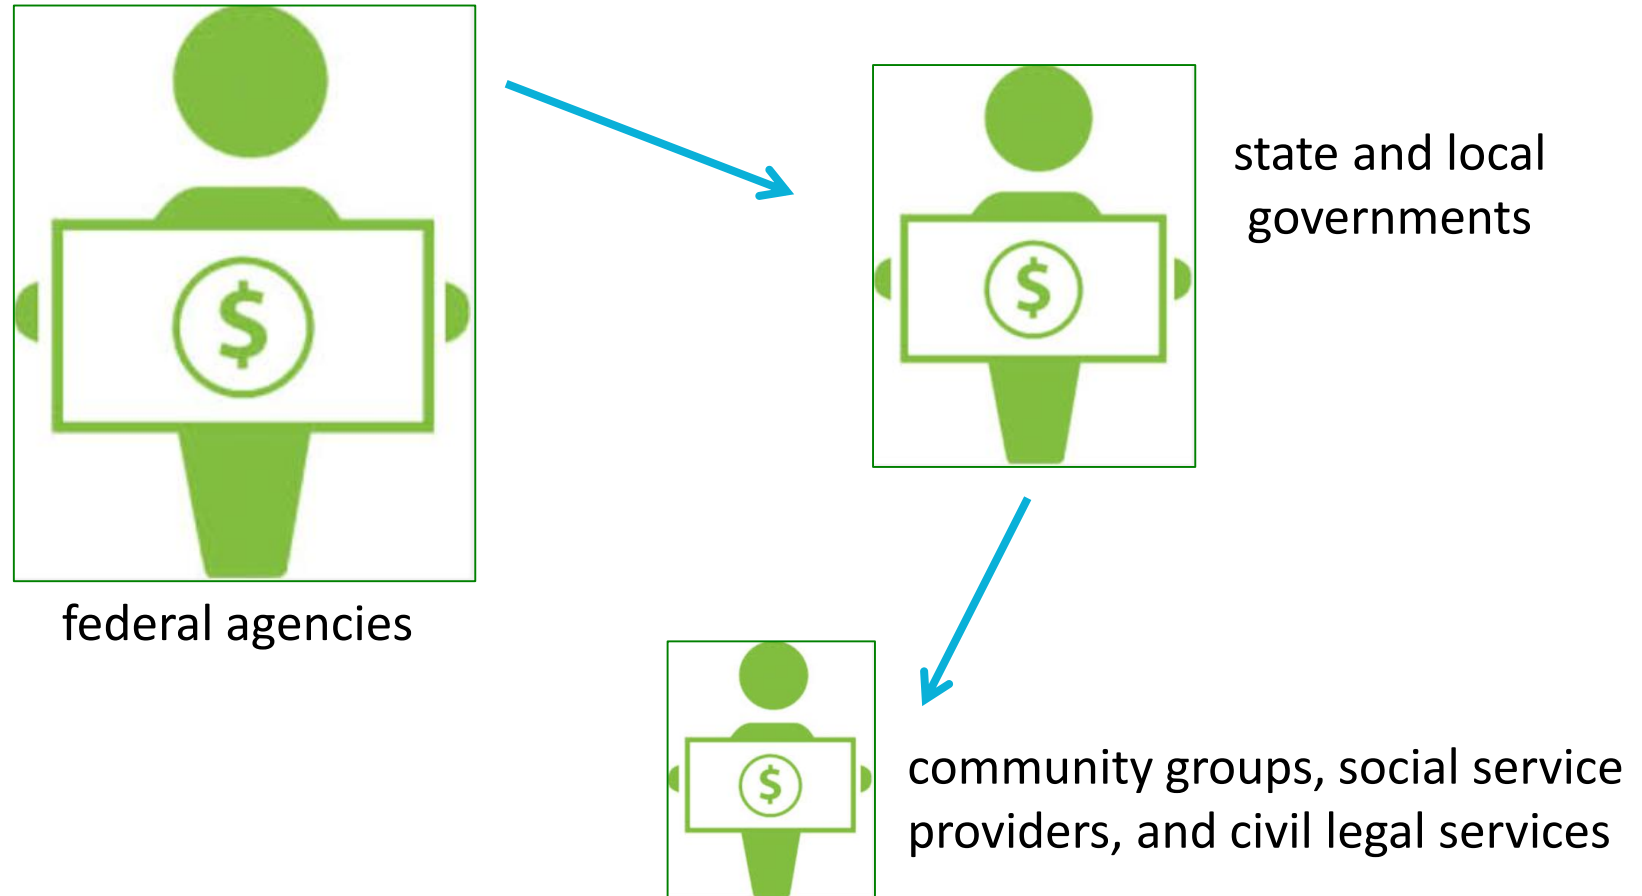 $
federal agencies
$
state and local
governments
$
community groups, social service
providers, and civil legal services